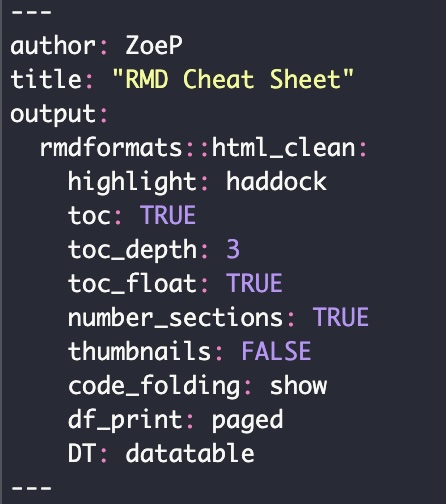 ---
author: ZoeP
title: "RMD Cheat Sheet"
output:
  rmdformats::html_clean:
    highlight: haddock
    toc: TRUE
    toc_depth: 3
    toc_float: TRUE
    number_sections: TRUE
    thumbnails: FALSE
    code_folding: show
    df_print: paged
    DT: datatable
---